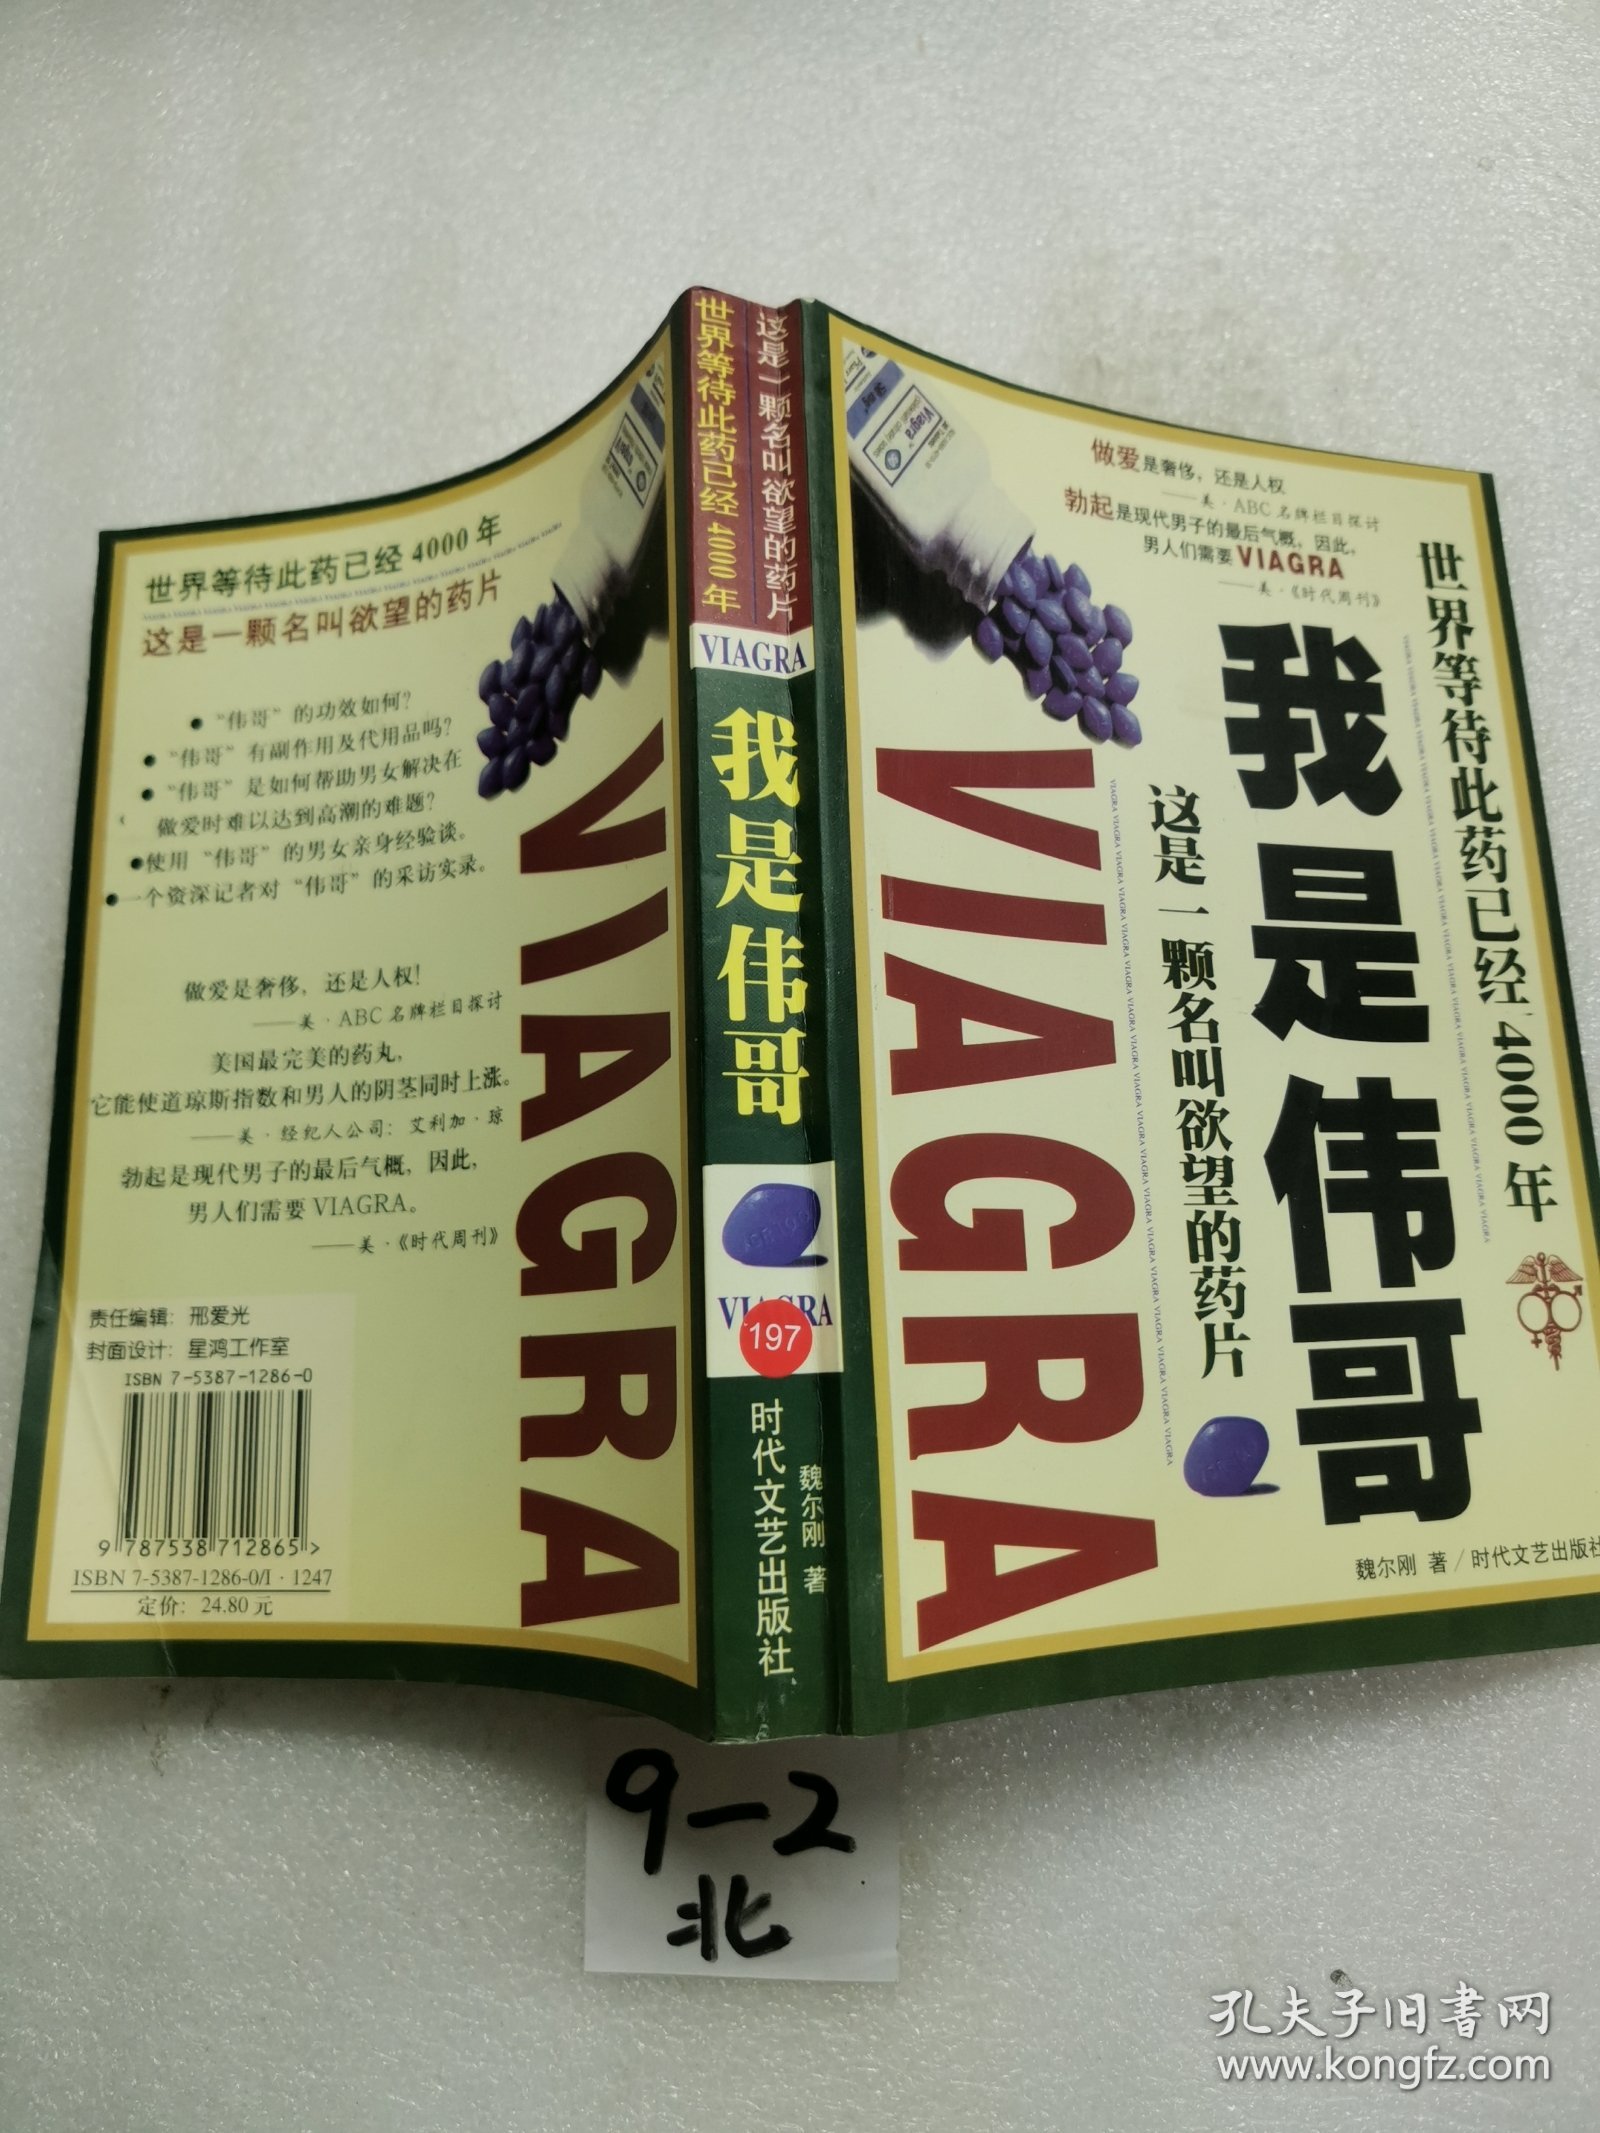 世界等待此药已经4000年
这是一颗名叫欲望的药片
●“伟哥”的功效如何？
●“伟哥”有副作用及代用品吗？
●“伟哥”是如何帮助男女解决在
做爱时难以达到高潮的难题？
●使用“伟哥”的男女亲身经验谈。
●一个资深记者对“伟哥”的采访实录。
做爱是奢侈，还是人权！
——美·ABC名牌栏目探讨
美国最完美的药丸，
它能使道琼斯指数和男人的阴茎同时上涨。
——美·经纪人公司：艾利加·琼
勃起是现代男子的最后气概，因此，
男人们需要VIAGRA。
——美·《时代周刊》
VIAGRA
责任编辑：邢爱光
封面设计：星鸿工作室
ISBN 7-5387-1286-0
9 787538 712865 >
ISBN 7-5387-1286-0/I·1247
定价：24.80元
世界等待此药已经4000年
这是一颗名叫欲望的药片
VIAGRA
我是伟哥
VIAGRA
197
魏尔刚 著
时代文艺出版社
Viagra
做爱是奢侈，还是人权
——美·ABC名牌栏目探讨
勃起是现代男子的最后气概，因此，
男人们需要VIAGRA
——美·《时代周刊》
世界等待此药已经4000年
我是伟哥
这是一颗名叫欲望的药片
VIAGRA
魏尔刚 著/时代文艺出版社
9-2
北
孔夫子旧书网
www.kongfz.com